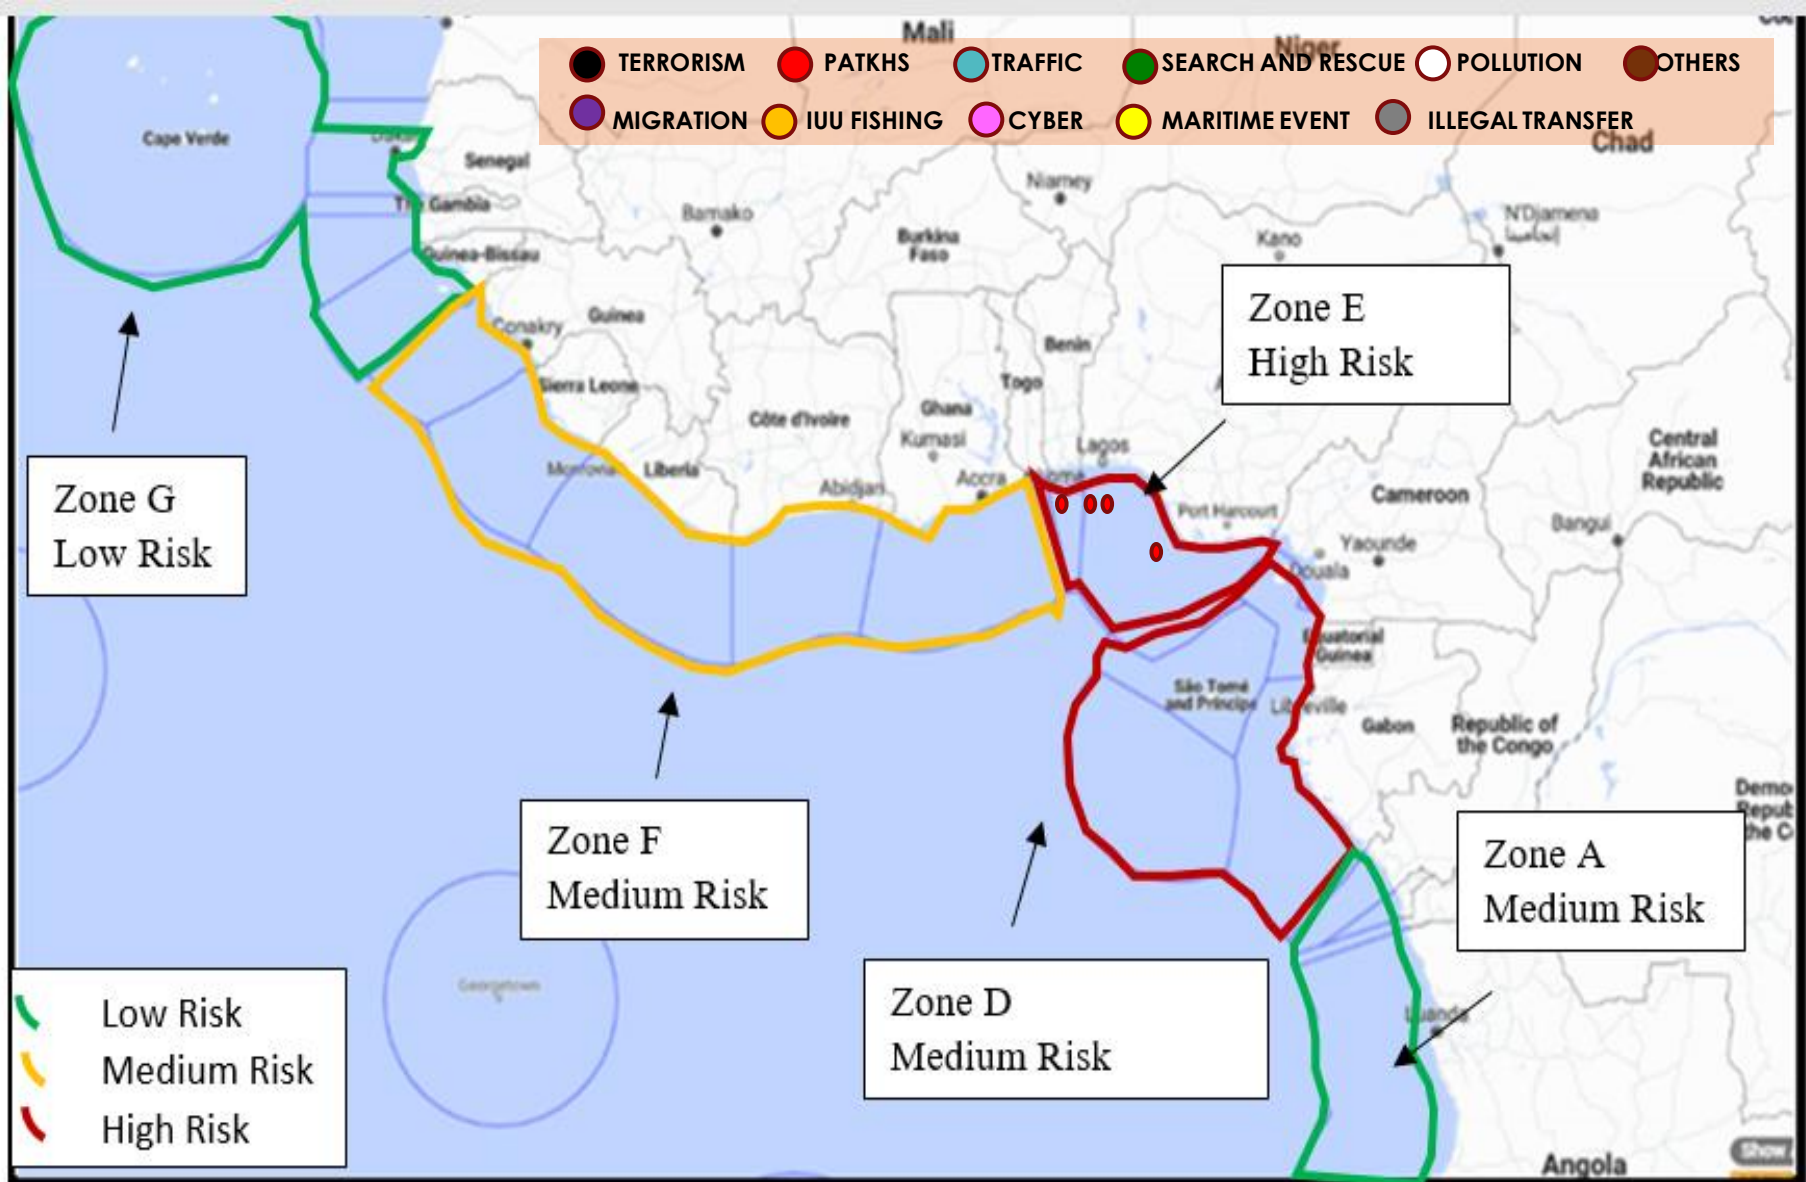 Mali
Niger
TERRORISM PATKHS TRAFFIC SEARCH AND RESCUE POLLUTION OTHERS
MIGRATION IUU FISHING CYBER MARITIME EVENT ILLEGAL TRANSFER
Chad
Cape Verde
Senegal
The Gambia
Guinea-Bissau
Bamako
Niamey
Burkina
Faso
Kano
N'Djamena
Guinea
Conakry
Sierra Leone
Benin
Togo
Ghana
Côte d'Ivoire
Kumasi
Liberia
Abidjan
Accra
Lagos
Port Harcourt
Cameroon
Yaounde
Douala
Central
African
Republic
Bangui
Equatorial
Guinea
São Tomé
and Príncipe
Libreville
Gabon
Republic of
the Congo
Luanda
Angola
Georgetown
Show
Zone E
High Risk
Zone G
Low Risk
Zone F
Medium Risk
Zone D
Medium Risk
Zone A
Medium Risk
Low Risk
Medium Risk
High Risk